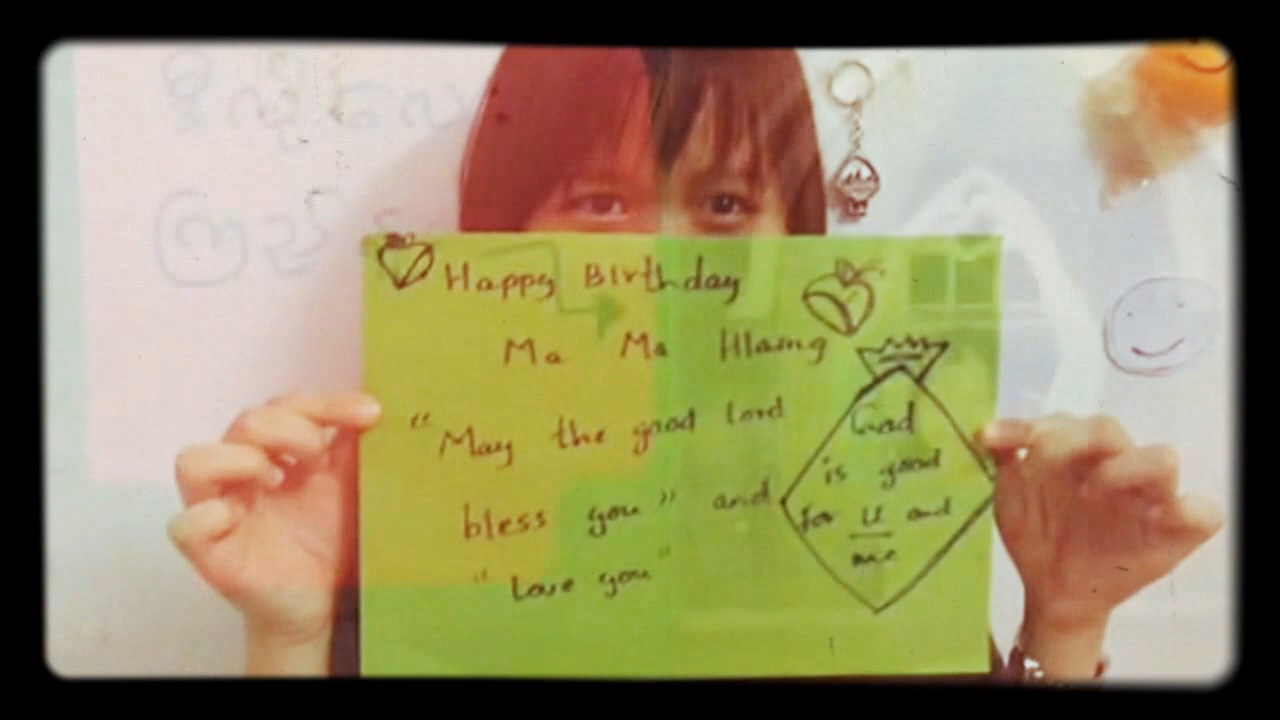 Happy BIrthday
Ma Ma Hlaing
"May the good lord
bless you" and
"Love you"
God
is good
for U and
me